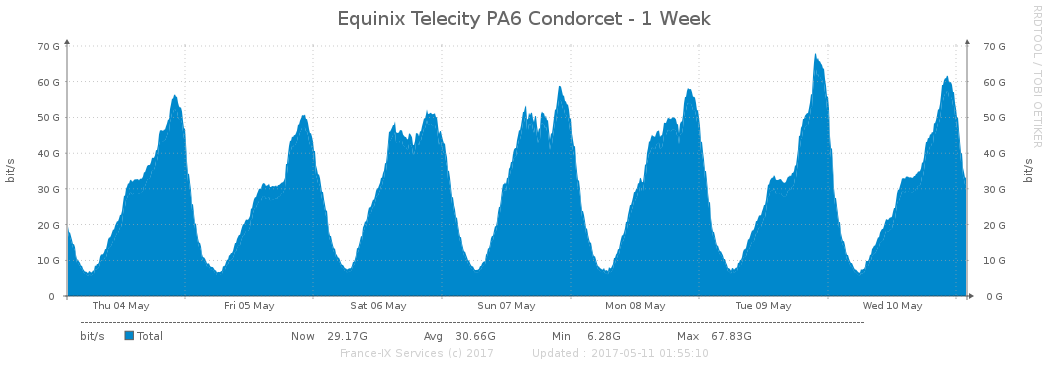 Equinix Telecity PA6 Condorcet - 1 Week
RRDTOOL / TOBI OETIKER
bit/s
bit/s
70 G 70 G
60 G 60 G
50 G 50 G
40 G 40 G
30 G 30 G
20 G 20 G
10 G 10 G
0 0 G
Thu 04 May Fri 05 May Sat 06 May Sun 07 May Mon 08 May Tue 09 May Wed 10 May
bit/s Total Now 29.17G Avg 30.66G Min 6.28G Max 67.83G
France-IX Services (c) 2017 Updated : 2017-05-11 01:55:10